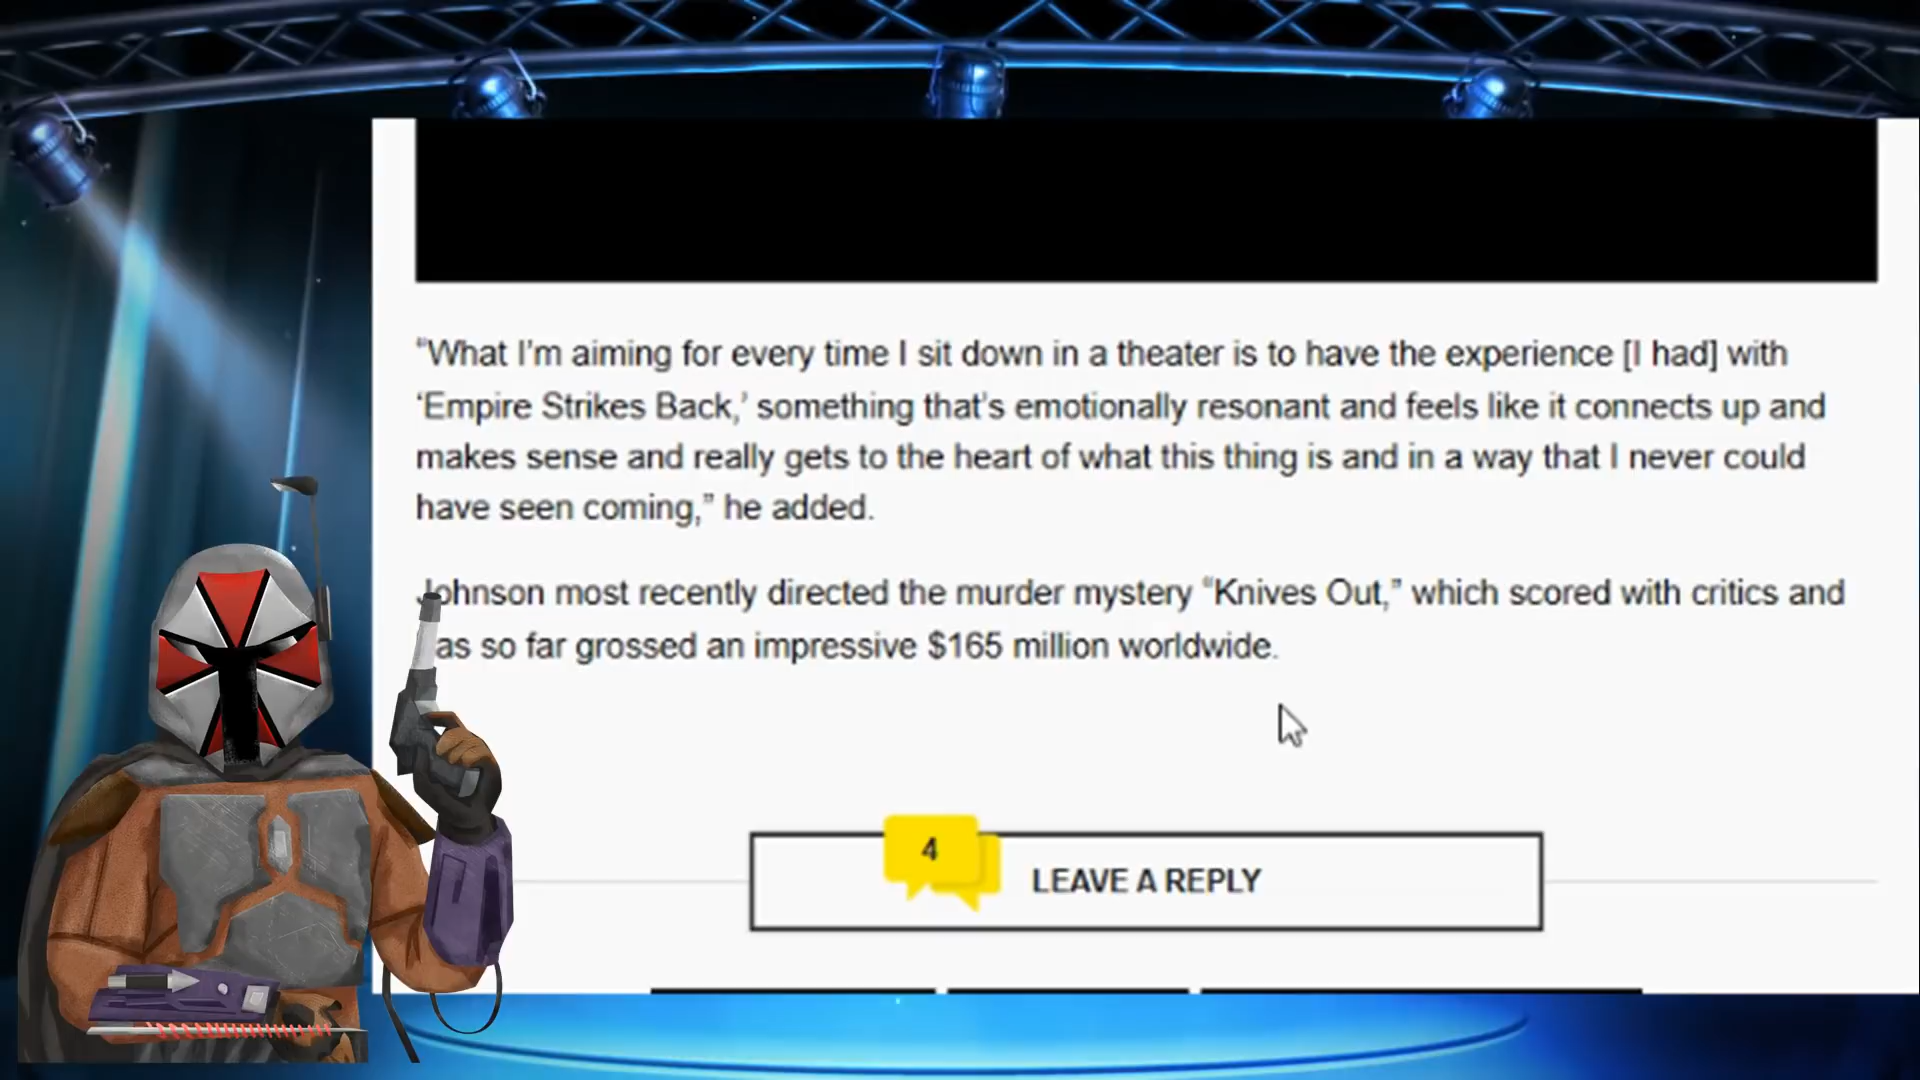 “What I’m aiming for every time I sit down in a theater is to have the experience [I had] with
‘Empire Strikes Back,’ something that’s emotionally resonant and feels like it connects up and
makes sense and really gets to the heart of what this thing is and in a way that I never could
have seen coming,” he added.
Johnson most recently directed the murder mystery “Knives Out,” which scored with critics and
as so far grossed an impressive $165 million worldwide.
4
LEAVE A REPLY